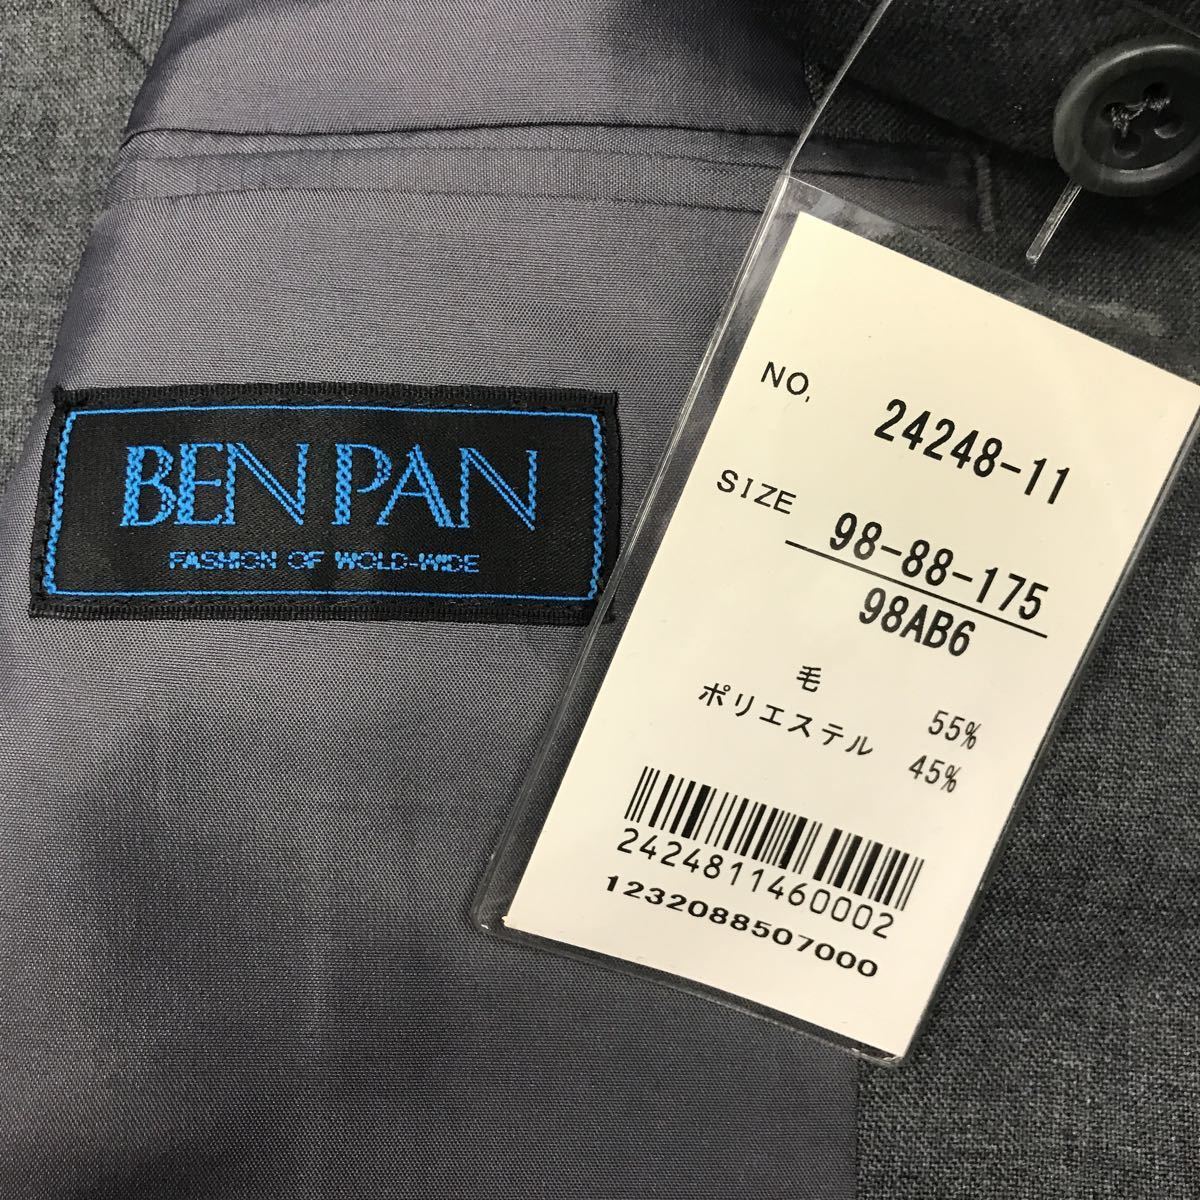 BEN PAN
FASHION OF WOLD-WIDE
NO. 24248-11
SIZE 98-88-175
98AB6
毛 55%
ポリエステル 45%
2424811460002
1232088507000